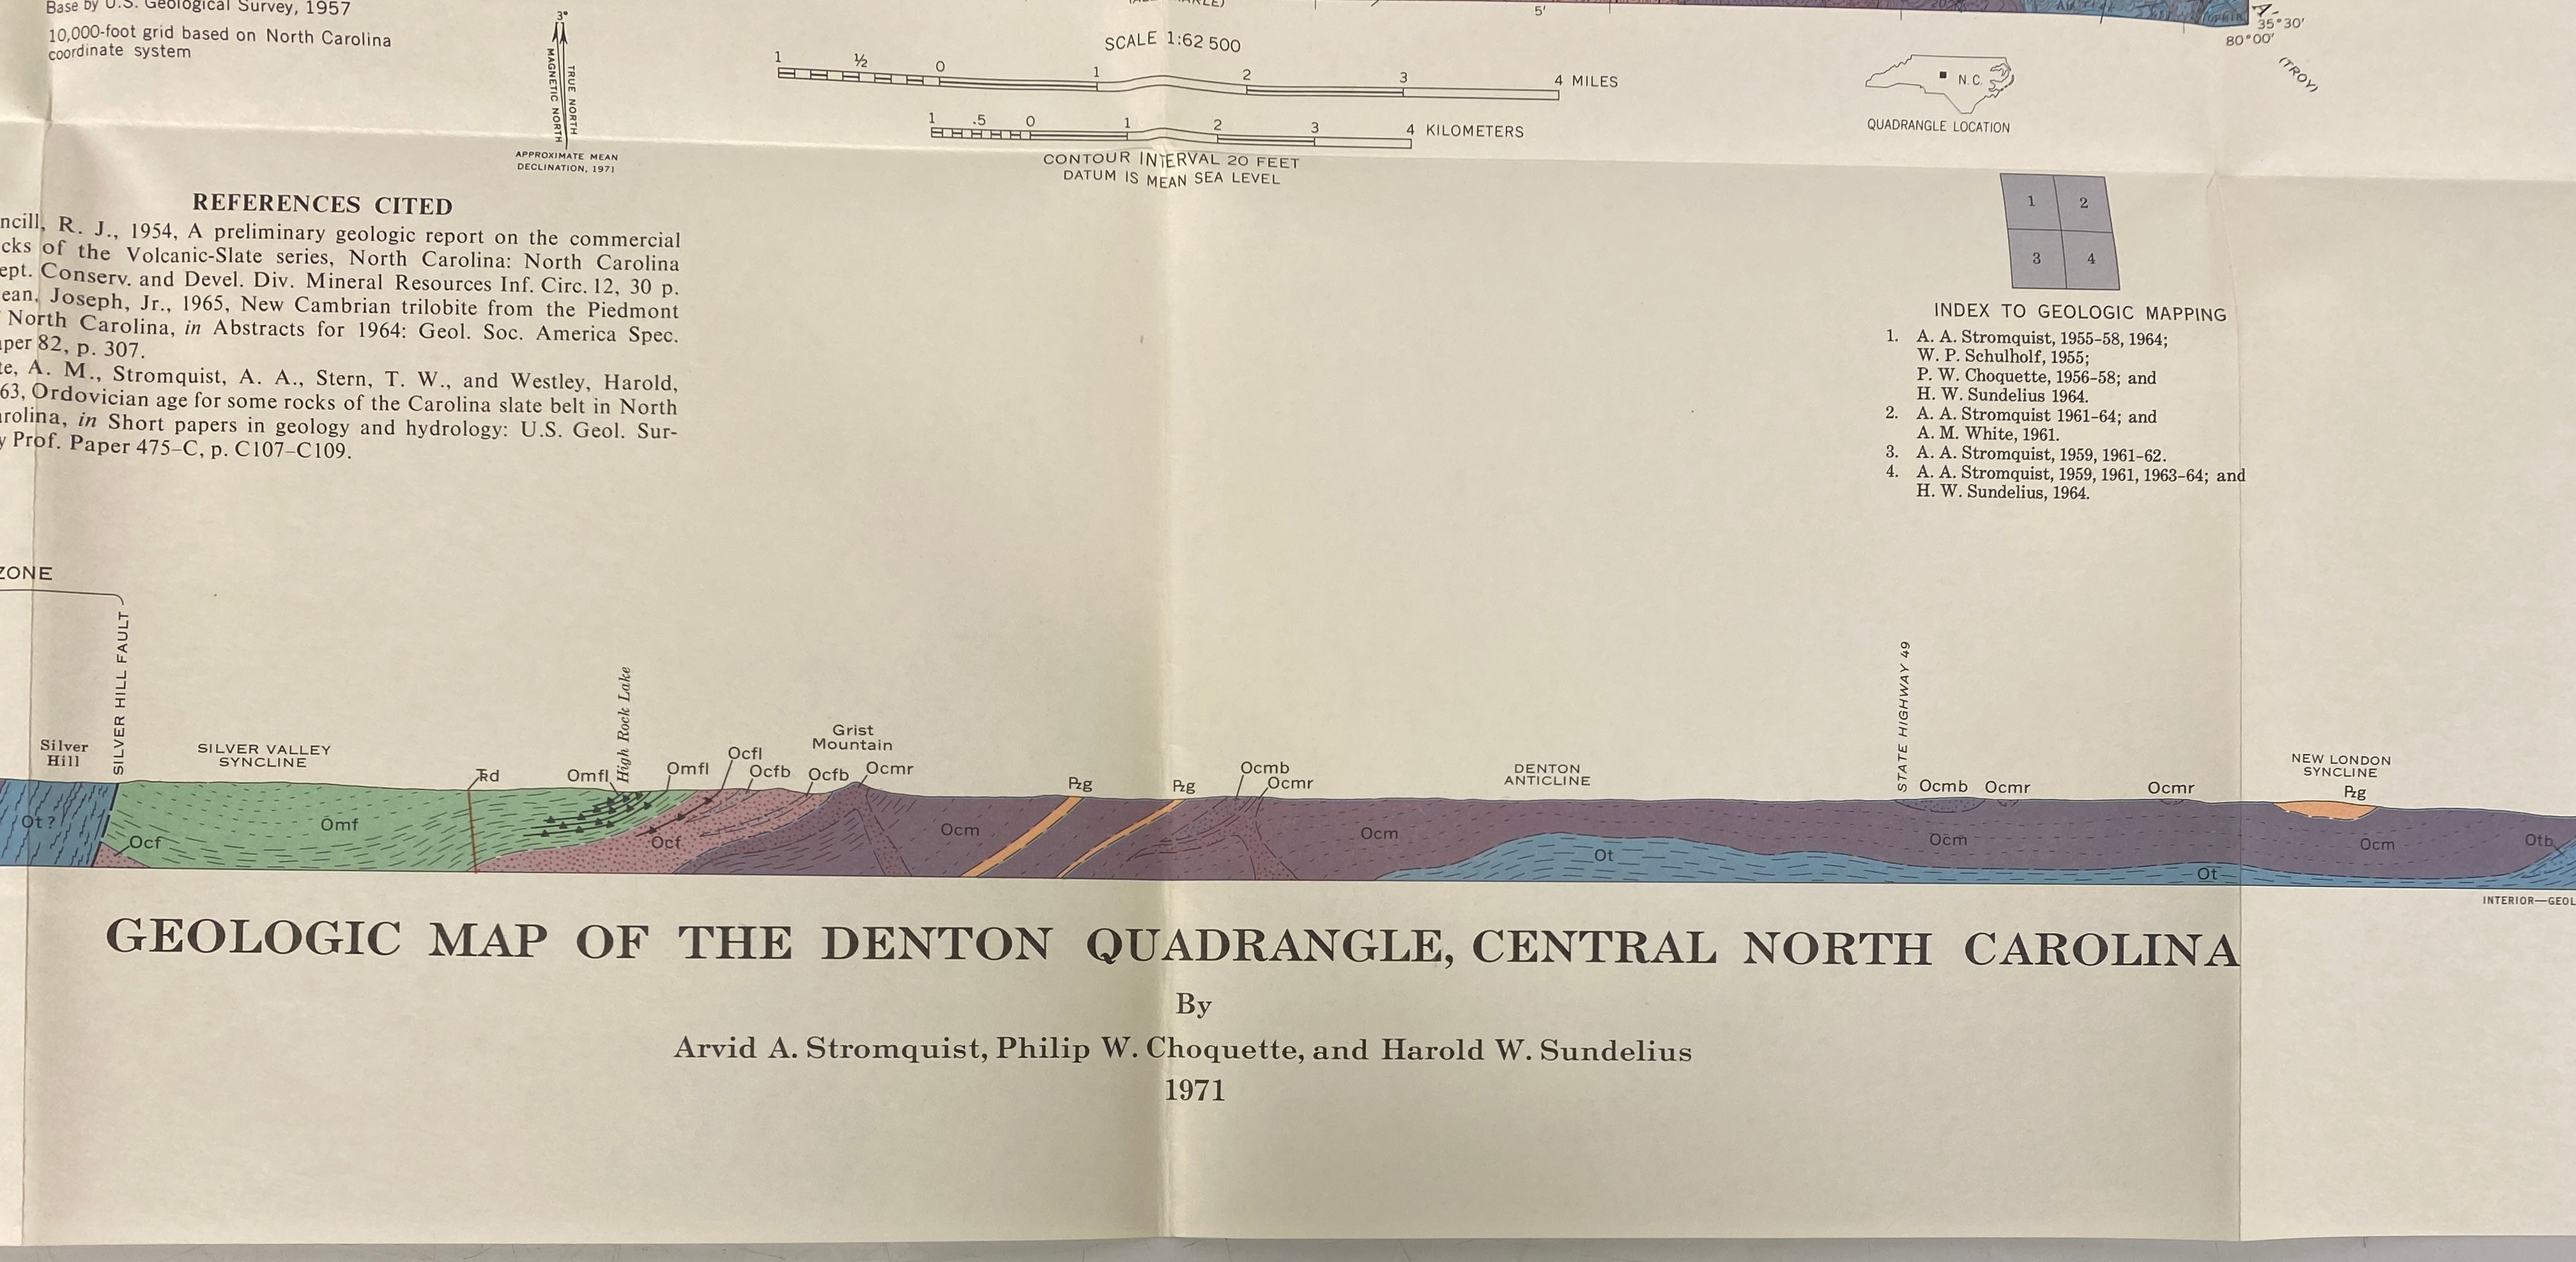 Base by U.S. Geological Survey, 1957
10,000-foot grid based on North Carolina
coordinate system
3°
MAGNETIC NORTH
TRUE NORTH
APPROXIMATE MEAN
DECLINATION, 1971
5'
SCALE 1:62 500
1 ½ 0 1 2 3 4 MILES
1 .5 0 1 2 3 4 KILOMETERS
CONTOUR INTERVAL 20 FEET
DATUM IS MEAN SEA LEVEL
35°30'
80°00'
(TROY)
N.C.
QUADRANGLE LOCATION
1 2
3 4
INDEX TO GEOLOGIC MAPPING
1. A. A. Stromquist, 1955-58, 1964;
W. P. Schulholf, 1955;
P. W. Choquette, 1956-58; and
H. W. Sundelius 1964.
2. A. A. Stromquist 1961-64; and
A. M. White, 1961.
3. A. A. Stromquist, 1959, 1961-62.
4. A. A. Stromquist, 1959, 1961, 1963-64; and
H. W. Sundelius, 1964.
REFERENCES CITED
ncill, R. J., 1954, A preliminary geologic report on the commercial
cks of the Volcanic-Slate series, North Carolina: North Carolina
ept. Conserv. and Devel. Div. Mineral Resources Inf. Circ. 12, 30 p.
ean, Joseph, Jr., 1965, New Cambrian trilobite from the Piedmont
North Carolina, in Abstracts for 1964: Geol. Soc. America Spec.
aper 82, p. 307.
te, A. M., Stromquist, A. A., Stern, T. W., and Westley, Harold,
63, Ordovician age for some rocks of the Carolina slate belt in North
arolina, in Short papers in geology and hydrology: U.S. Geol. Sur-
y Prof. Paper 475-C, p. C107-C109.
ZONE
SILVER HILL FAULT
Silver
Hill
SILVER VALLEY
SYNCLINE
Ꞧd
Omfl
High Rock Lake
Omfl
Ocfl
Ocfb
Ocfb
Grist
Mountain
Ocmr
Pzg
Pzg
Ocmb
Ocmr
DENTON
ANTICLINE
STATE HIGHWAY 49
Ocmb
Ocmr
Ocmr
NEW LONDON
SYNCLINE
Pzg
Ot?
Ocf
Omf
Ocf
Ocm
Ocm
Ot
Ocm
Ot
Ocm
Otb
INTERIOR—GEOL
GEOLOGIC MAP OF THE DENTON QUADRANGLE, CENTRAL NORTH CAROLINA
By
Arvid A. Stromquist, Philip W. Choquette, and Harold W. Sundelius
1971